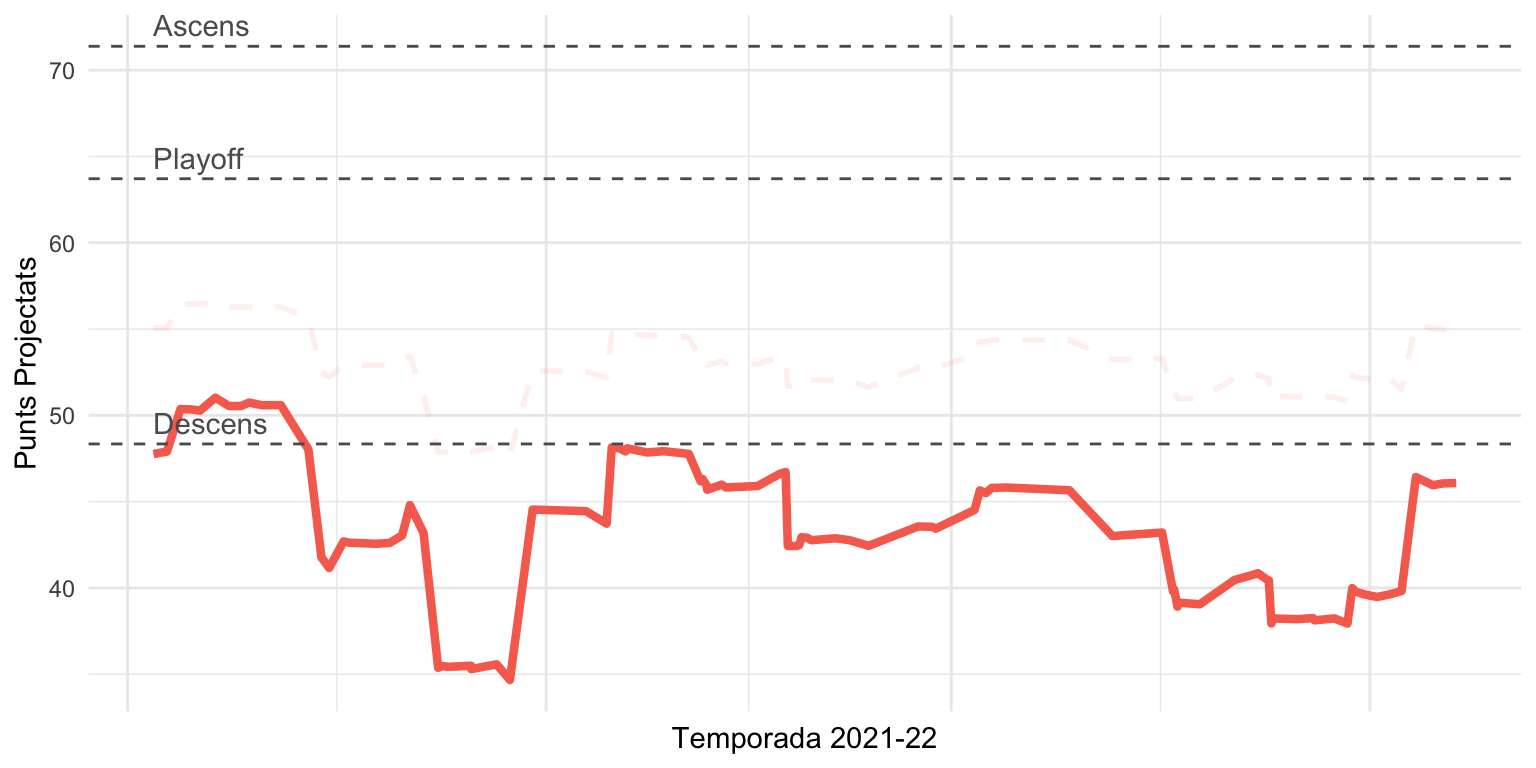 Ascens
70
Playoff
60
50
Descens
40
Punts Projectats
Temporada 2021-22